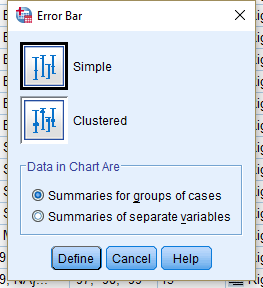 Error Bar
Simple
Clustered
Data in Chart Are
Summaries for groups of cases
Summaries of separate variables
Define Cancel Help